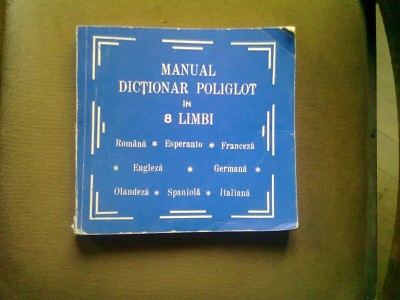 MANUAL
DICȚIONAR POLIGLOT
în
8 LIMBI
Română * Esperanto * Franceză
* Engleză * Germană *
Olandeză * Spaniolă * Italiană